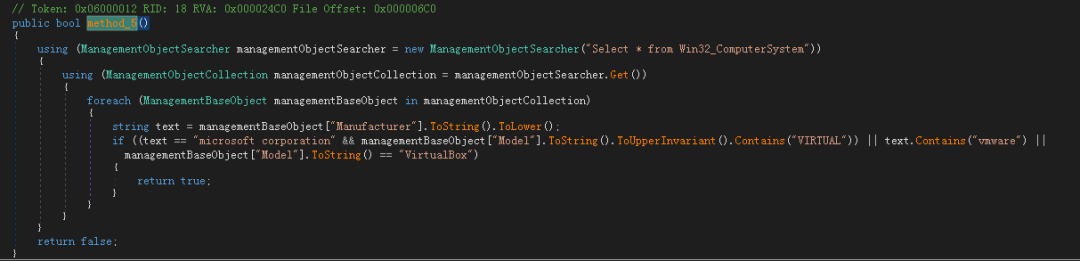 // Token: 0x06000012 RID: 18 RVA: 0x000024C0 File Offset: 0x000006C0
public bool method_5()
{
using (ManagementObjectSearcher managementObjectSearcher = new ManagementObjectSearcher("Select * from Win32_ComputerSystem"))
{
using (ManagementObjectCollection managementObjectCollection = managementObjectSearcher.Get())
{
foreach (ManagementBaseObject managementBaseObject in managementObjectCollection)
{
string text = managementBaseObject["Manufacturer"].ToString().ToLower();
if ((text == "microsoft corporation" && managementBaseObject["Model"].ToString().ToUpperInvariant().Contains("VIRTUAL")) || text.Contains("vmware") ||
managementBaseObject["Model"].ToString() == "VirtualBox")
{
return true;
}
}
}
}
return false;
}